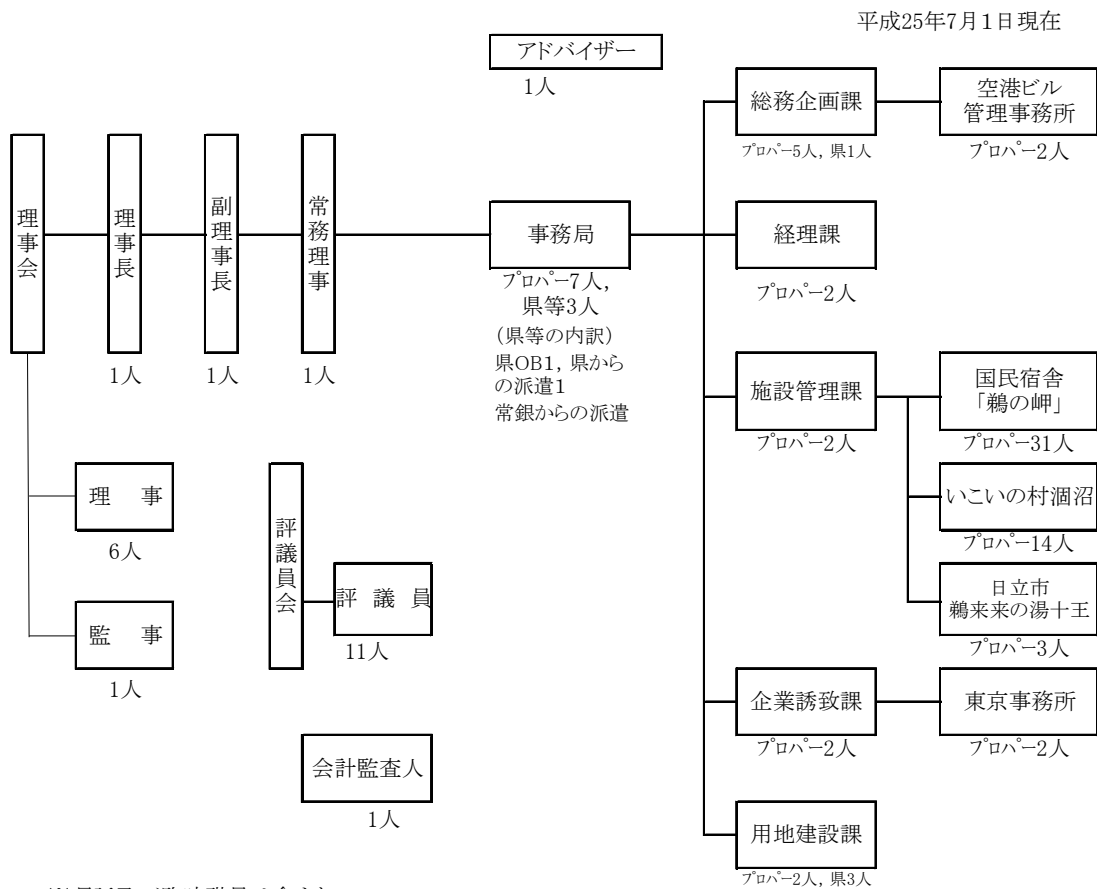 平成25年7月１日現在
アドバイザー
1人
総務企画課
プロパー5人，県1人
空港ビル
管理事務所
プロパー2人
理事会
理事長
1人
副理事長
1人
常務理事
1人
事務局
プロパー7人，
県等3人
（県等の内訳）
県OB１，県から
の派遣１
常銀からの派遣
経理課
プロパー2人
施設管理課
プロパー2人
国民宿舎
「鵜の岬」
プロパー31人
いこいの村涸沼
プロパー14人
日立市
鵜来来の湯十王
プロパー3人
理　事
6人
監　事
1人
評議員会
評 議 員
11人
会計監査人
1人
企業誘致課
プロパー2人
東京事務所
プロパー2人
用地建設課
プロパー2人，県3人